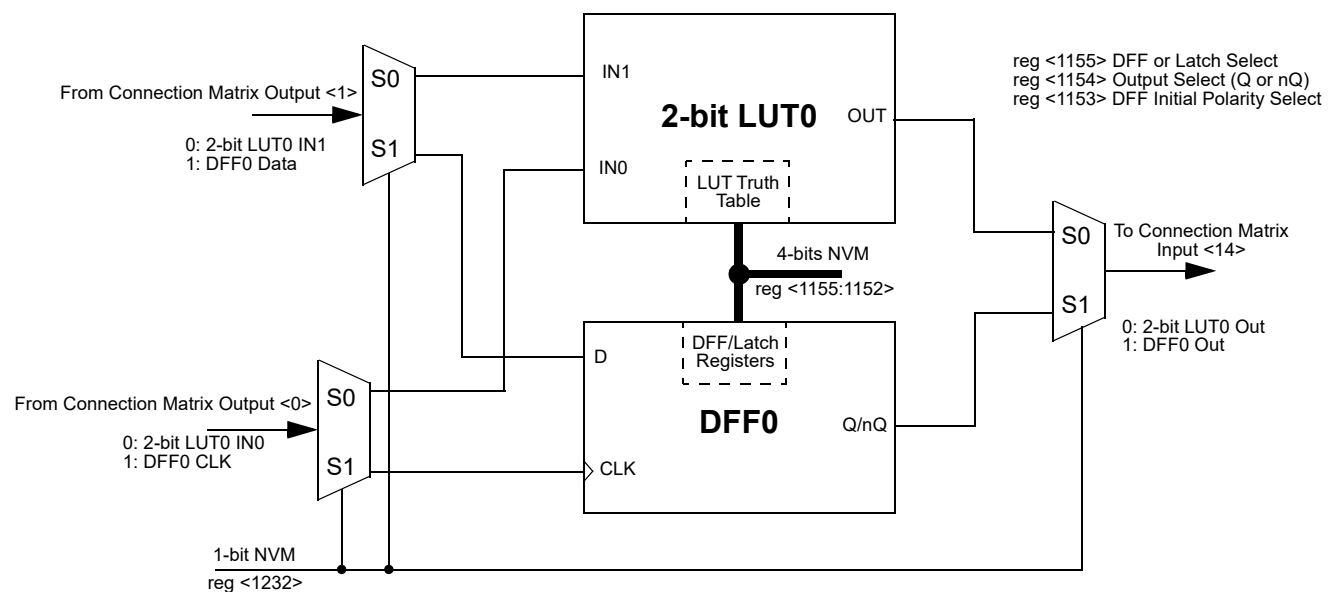 reg <1155> DFF or Latch Select
reg <1154> Output Select (Q or nQ)
reg <1153> DFF Initial Polarity Select
From Connection Matrix Output <1>
0: 2-bit LUT0 IN1
1: DFF0 Data
S0
S1
IN1
IN0
2-bit LUT0
OUT
LUT Truth
Table
4-bits NVM
reg <1155:1152>
S0
S1
To Connection Matrix
Input <14>
0: 2-bit LUT0 Out
1: DFF0 Out
From Connection Matrix Output <0>
0: 2-bit LUT0 IN0
1: DFF0 CLK
S0
S1
D
CLK
DFF/Latch
Registers
DFF0
Q/nQ
1-bit NVM
reg <1232>